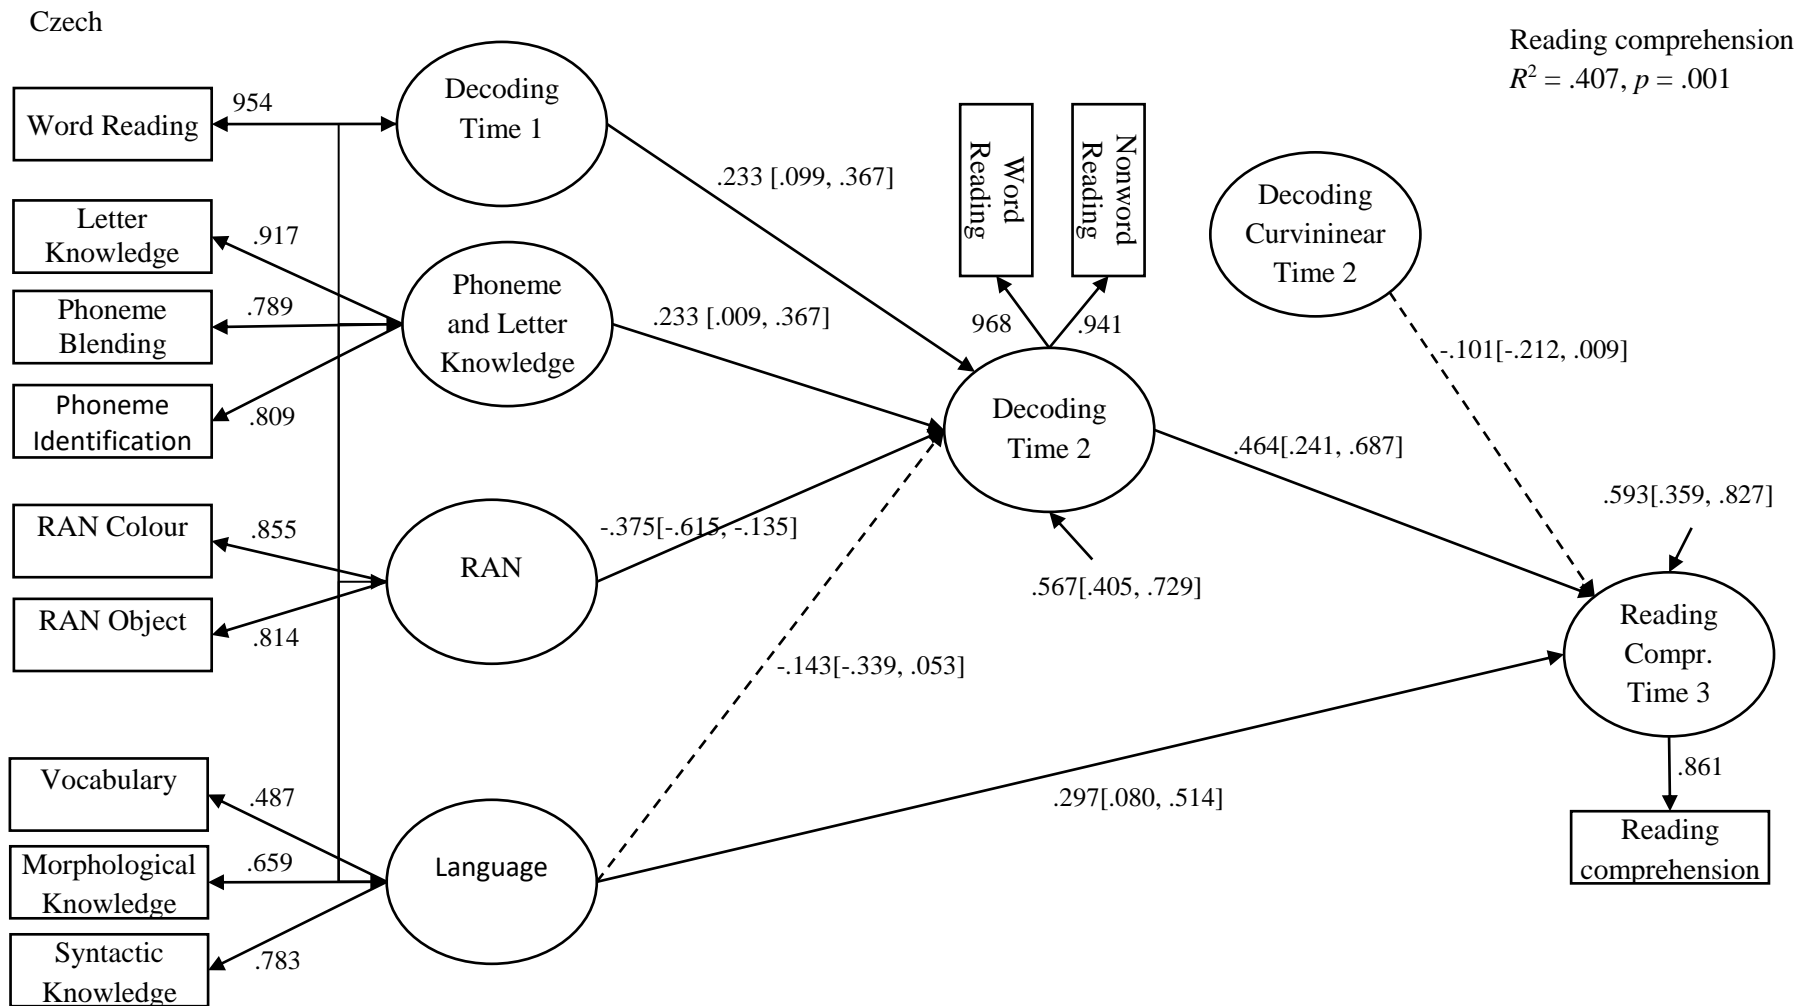 Czech
Reading comprehension
R² = .407, p = .001
Word Reading
954
Decoding
Time 1
.233 [.099, .367]
Word
Reading
Nonword
Reading
Decoding
Curvininear
Time 2
Letter
Knowledge
.917
Phoneme
Blending
.789
Phoneme
Identification
.809
Phoneme
and Letter
Knowledge
.233 [.009, .367]
968
.941
-.101[-.212, .009]
Decoding
Time 2
.464[.241, .687]
.593[.359, .827]
RAN Colour
.855
RAN Object
.814
RAN
-.375[-.615, -.135]
.567[.405, .729]
-.143[-.339, .053]
Reading
Compr.
Time 3
.861
Reading
comprehension
Vocabulary
.487
Morphological
Knowledge
.659
Syntactic
Knowledge
.783
Language
.297[.080, .514]